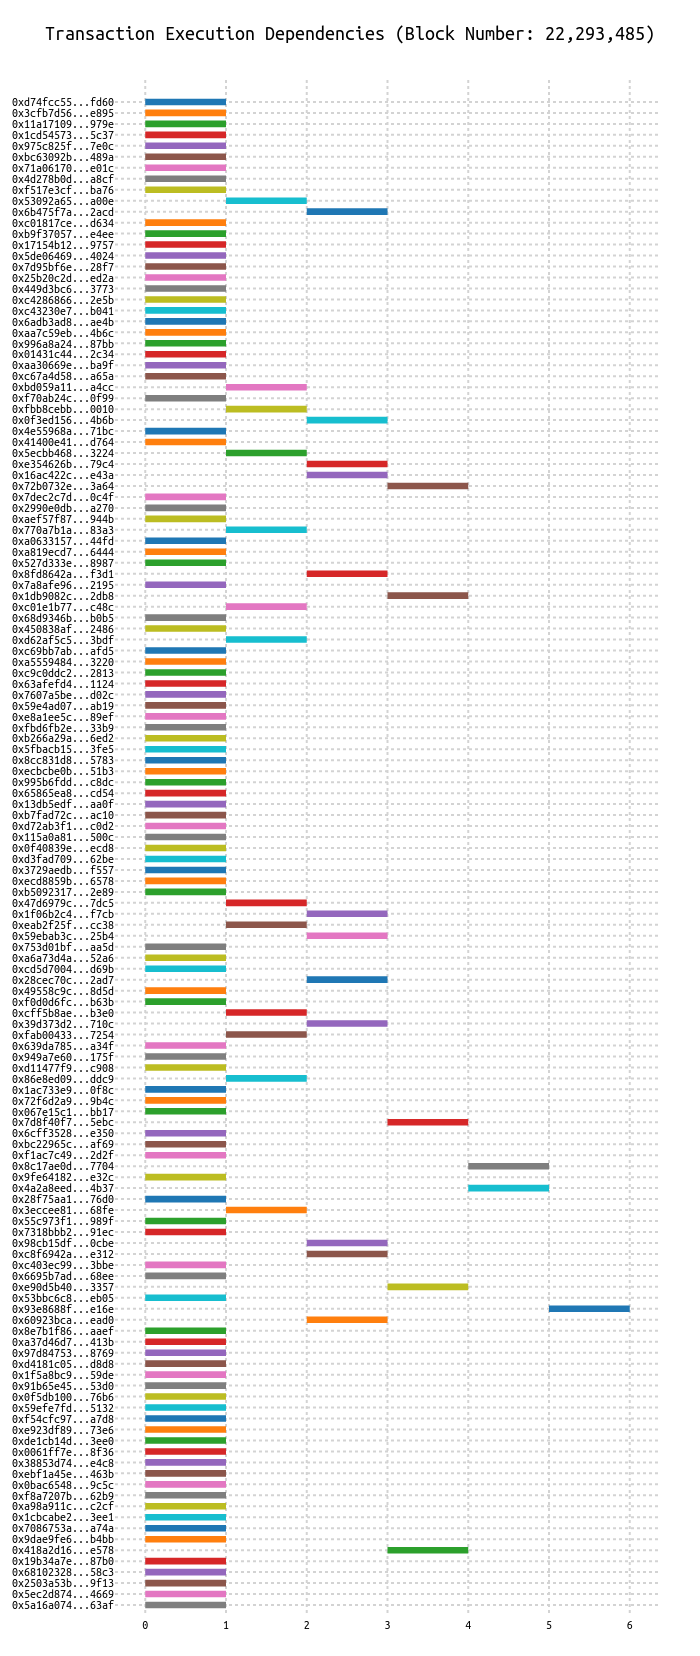 Transaction Execution Dependencies (Block Number: 22,293,485)
0xd74fcc55...fd60
0x3cfb7d56...e895
0x11a17109...979e
0x1cd54573...5c37
0x975c825f...7e0c
0xbc63092b...489a
0x71a06170...e01c
0x4d278b0d...a8cf
0xf517e3cf...ba76
0x53092a65...a00e
0x6b475f7a...2acd
0xc01817ce...d634
0xb9f37057...e4ee
0x17154b12...9757
0x5de06469...4024
0x7d95bf6e...28f7
0x25b20c2d...ed2a
0x449d3bc6...3773
0xc4286866...2e5b
0xc43230e7...b041
0x6adb3ad8...ae4b
0xaa7c59eb...4b6c
0x996a8a24...87bb
0x01431c44...2c34
0xaa30669e...ba9f
0xc67a4d58...a65a
0xbd059a11...a4cc
0xf70ab24c...0f99
0xfbb8cebb...0010
0x0f3ed156...4b6b
0x4e55968a...71bc
0x41400e41...d764
0x5ecbb468...3224
0xe354626b...79c4
0x16ac422c...e43a
0x72b0732e...3a64
0x7dec2c7d...0c4f
0x2990e0db...a270
0xaef57f87...944b
0x770a7b1a...83a3
0xa0633157...44fd
0xa819ecd7...6444
0x527d333e...8987
0x8fd8642a...f3d1
0x7a8afe96...2195
0x1db9082c...2db8
0xc01e1b77...c48c
0x68d9346b...b0b5
0x450838af...2486
0xd62af5c5...3bdf
0xc69bb7ab...afd5
0xa5559484...3220
0xc9c0ddc2...2813
0x63afefd4...1124
0x7607a5be...d02c
0x59e4ad07...ab19
0xe8a1ee5c...89ef
0xfbd6fb2e...33b9
0xb266a29a...6ed2
0x5fbacb15...3fe5
0x8cc831d8...5783
0xecbcbe0b...51b3
0x995b6fdd...c8dc
0x65865ea8...cd54
0x13db5edf...aa0f
0xb7fad72c...ac10
0xd72ab3f1...c0d2
0x115a0a81...500c
0x0f40839e...ecd8
0xd3fad709...62be
0x3729aedb...f557
0xecd8859b...6578
0xb5092317...2e89
0x47d6979c...7dc5
0x1f06b2c4...f7cb
0xeab2f25f...cc38
0x59ebab3c...25b4
0x753d01bf...aa5d
0xa6a73d4a...52a6
0xcd5d7004...d69b
0x28cec70c...2ad7
0x49558c9c...8d5d
0xf0d0d6fc...b63b
0xcff5b8ae...b3e0
0x39d373d2...710c
0xfab00433...7254
0x639da785...a34f
0x949a7e60...175f
0xd11477f9...c908
0x86e8ed09...ddc9
0x1ac733e9...0f8c
0x72f6d2a9...9b4c
0x067e15c1...bb17
0x7d8f40f7...5ebc
0x6cff3528...e350
0xbc22965c...af69
0xf1ac7c49...2d2f
0x8c17ae0d...7704
0x9fe64182...e32c
0x4a2a8eed...4b37
0x28f75aa1...76d0
0x3eccee81...68fe
0x55c973f1...989f
0x7318bbb2...91ec
0x98cb15df...0cbe
0xc8f6942a...e312
0xc403ec99...3bbe
0x6695b7ad...68ee
0xe90d5b40...3357
0x53bbc6c8...eb05
0x93e8688f...e16e
0x60923bca...ead0
0x8e7b1f86...aaef
0xa37d46d7...413b
0x97d84753...8769
0xd4181c05...d8d8
0x1f5a8bc9...59de
0x91b65e45...53d0
0x0f5db100...76b6
0x59efe7fd...5132
0xf54cfc97...a7d8
0xe923df89...73e6
0xde1cb14d...3ee0
0x0061ff7e...8f36
0x38853d74...e4c8
0xebf1a45e...463b
0x0bac6548...9c5c
0xf8a7207b...62b9
0xa98a911c...c2cf
0x1cbcabe2...3ee1
0x7086753a...a74a
0x9dae9fe6...b4bb
0x418a2d16...e578
0x19b34a7e...87b0
0x68102328...58c3
0x2503a53b...9f13
0x5ec2d874...4669
0x5a16a074...63af
0 1 2 3 4 5 6